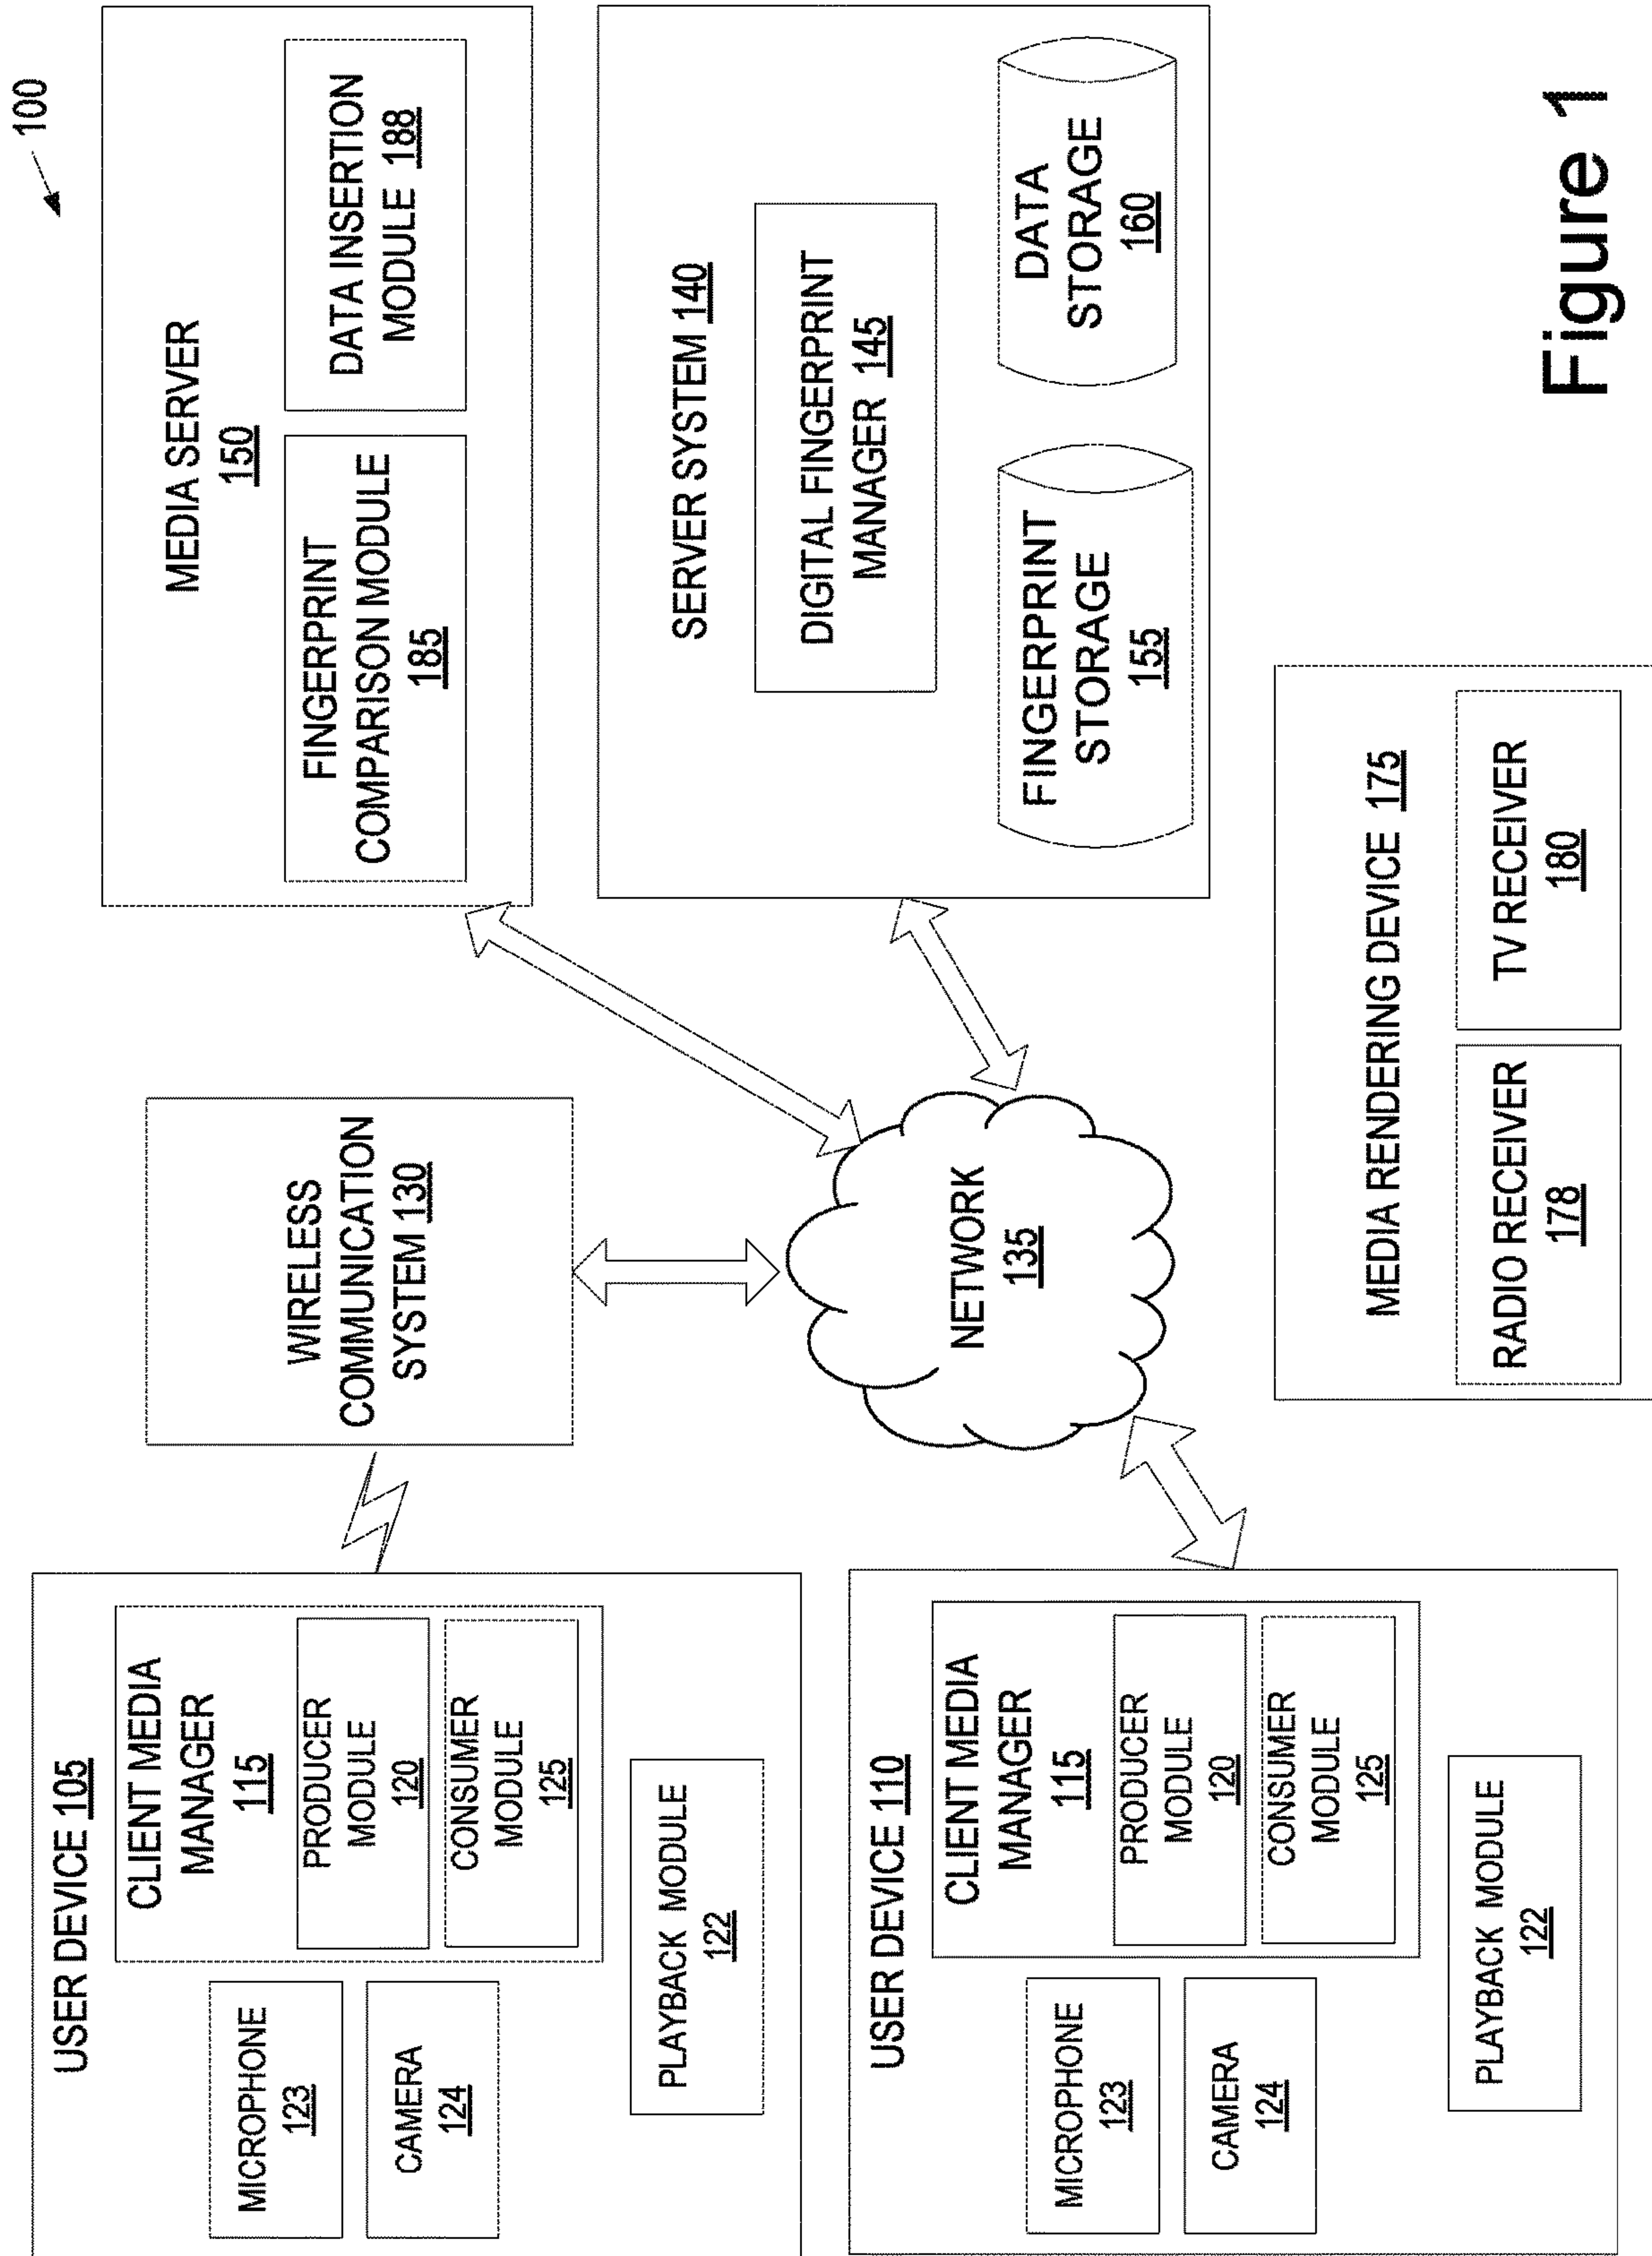 100
USER DEVICE 105
MICROPHONE
123
CAMERA
124
CLIENT MEDIA
MANAGER
115
PRODUCER
MODULE
120
CONSUMER
MODULE
125
PLAYBACK MODULE
122
WIRELESS
COMMUNICATION
SYSTEM 130
MEDIA SERVER
150
FINGERPRINT
COMPARISON MODULE
185
DATA INSERTION
MODULE 188
USER DEVICE 110
MICROPHONE
123
CAMERA
124
CLIENT MEDIA
MANAGER
115
PRODUCER
MODULE
120
CONSUMER
MODULE
125
PLAYBACK MODULE
122
NETWORK
135
SERVER SYSTEM 140
DIGITAL FINGERPRINT
MANAGER 145
FINGERPRINT
STORAGE
155
DATA
STORAGE
160
MEDIA RENDERING DEVICE 175
RADIO RECEIVER
178
TV RECEIVER
180
Figure 1